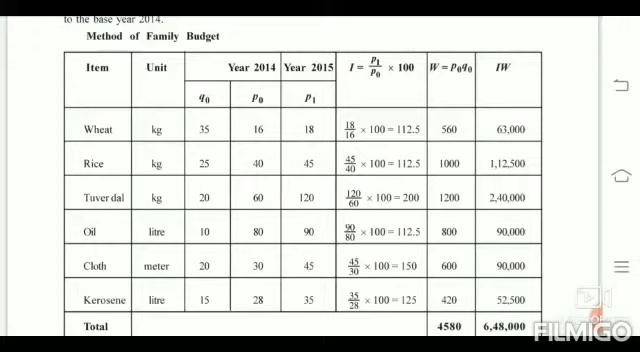 to the base year 2014.
Method of Family Budget
Item Unit Year 2014 Year 2015 I = p₁/p₀ × 100 W = p₀q₀ IW
q₀ p₀ p₁
Wheat kg 35 16 18 18/16 × 100 = 112.5 560 63,000
Rice kg 25 40 45 45/40 × 100 = 112.5 1000 1,12,500
Tuver dal kg 20 60 120 120/60 × 100 = 200 1200 2,40,000
Oil litre 10 80 90 90/80 × 100 = 112.5 800 90,000
Cloth meter 20 30 45 45/30 × 100 = 150 600 90,000
Kerosene litre 15 28 35 35/28 × 100 = 125 420 52,500
Total 4580 6,48,000
FILMIGO